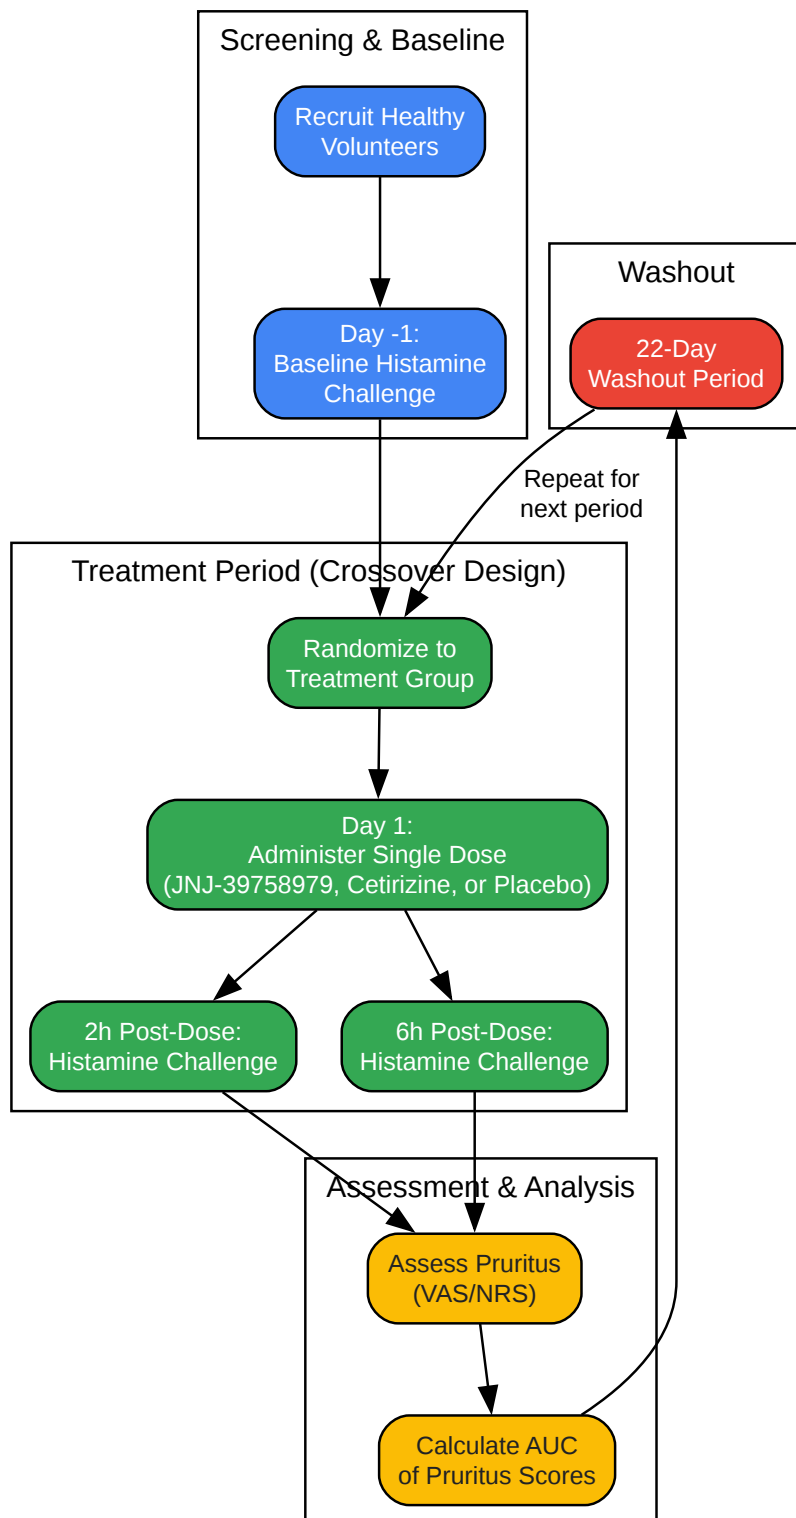 Screening & Baseline
Recruit Healthy
Volunteers
Day -1:
Baseline Histamine
Challenge
Washout
22-Day
Washout Period
Repeat for
next period
Treatment Period (Crossover Design)
Randomize to
Treatment Group
Day 1:
Administer Single Dose
(JNJ-39758979, Cetirizine, or Placebo)
2h Post-Dose:
Histamine Challenge
6h Post-Dose:
Histamine Challenge
Assessment & Analysis
Assess Pruritus
(VAS/NRS)
Calculate AUC
of Pruritus Scores